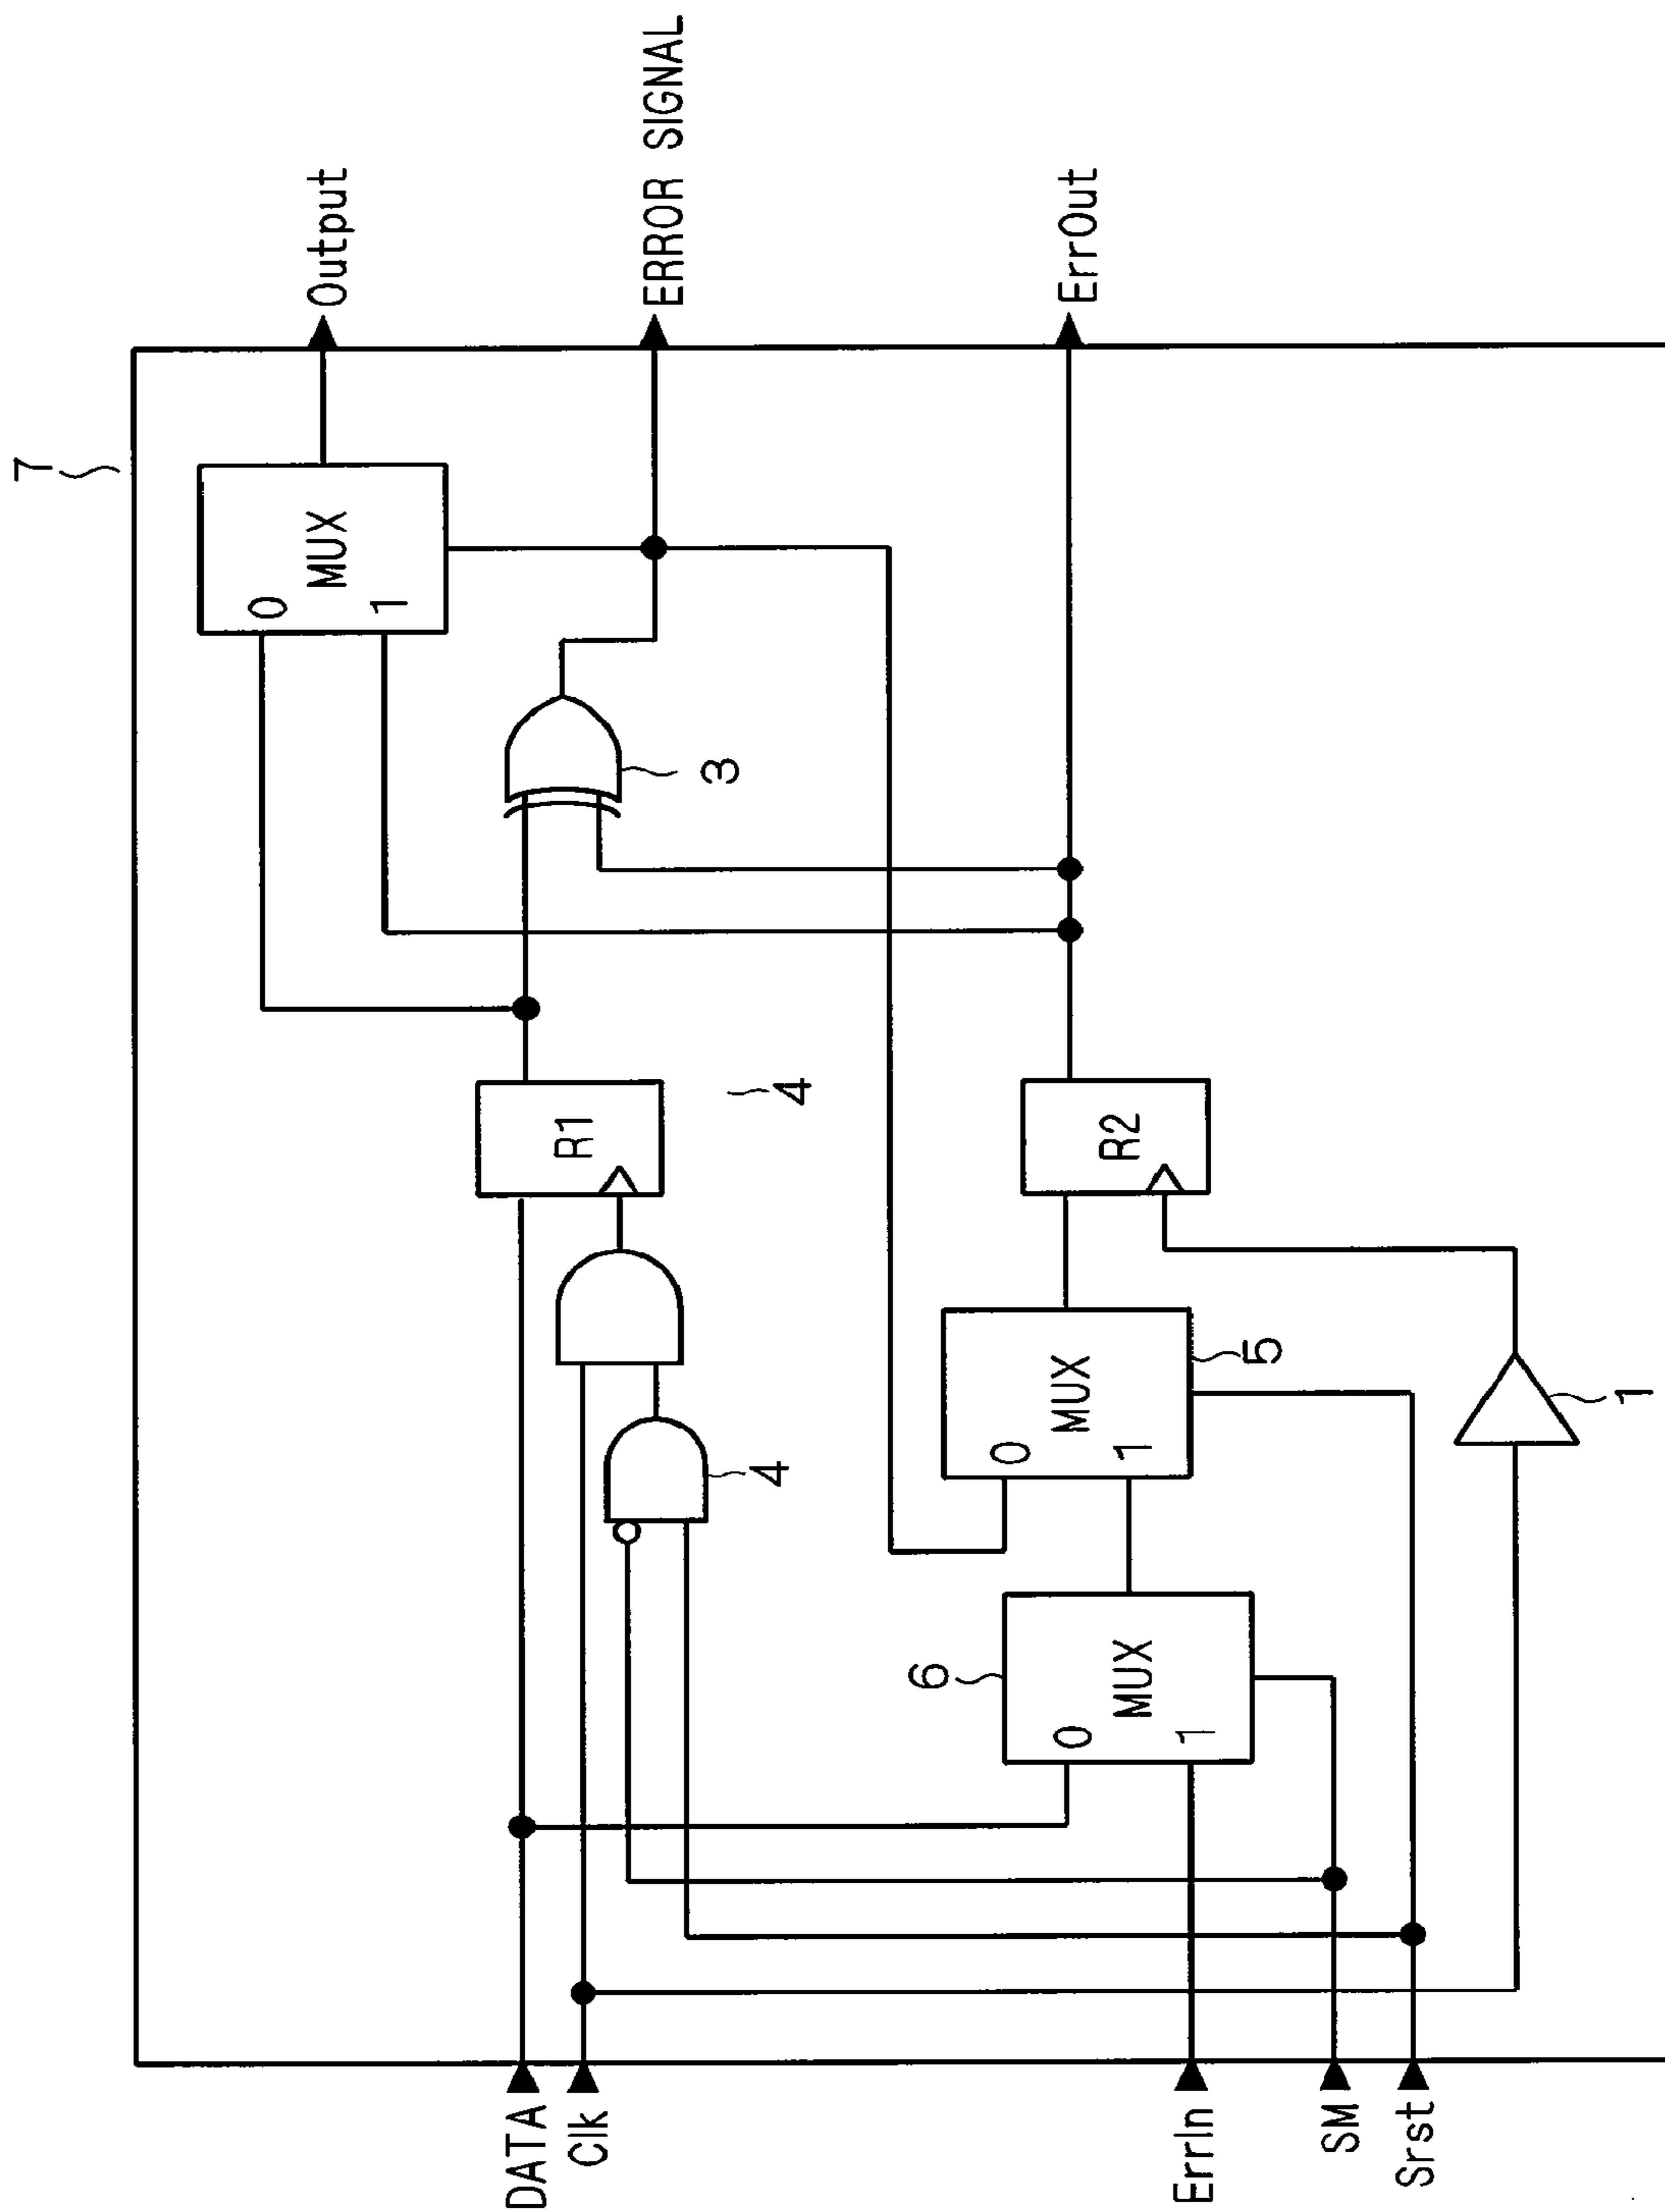 7
MUX
0
1
Output
ERROR SIGNAL
3
R1
4
4
DATA
Clk
ErrIn
SM
Srst
6
MUX
0
1
MUX
0
1
5
R2
1
ErrOut